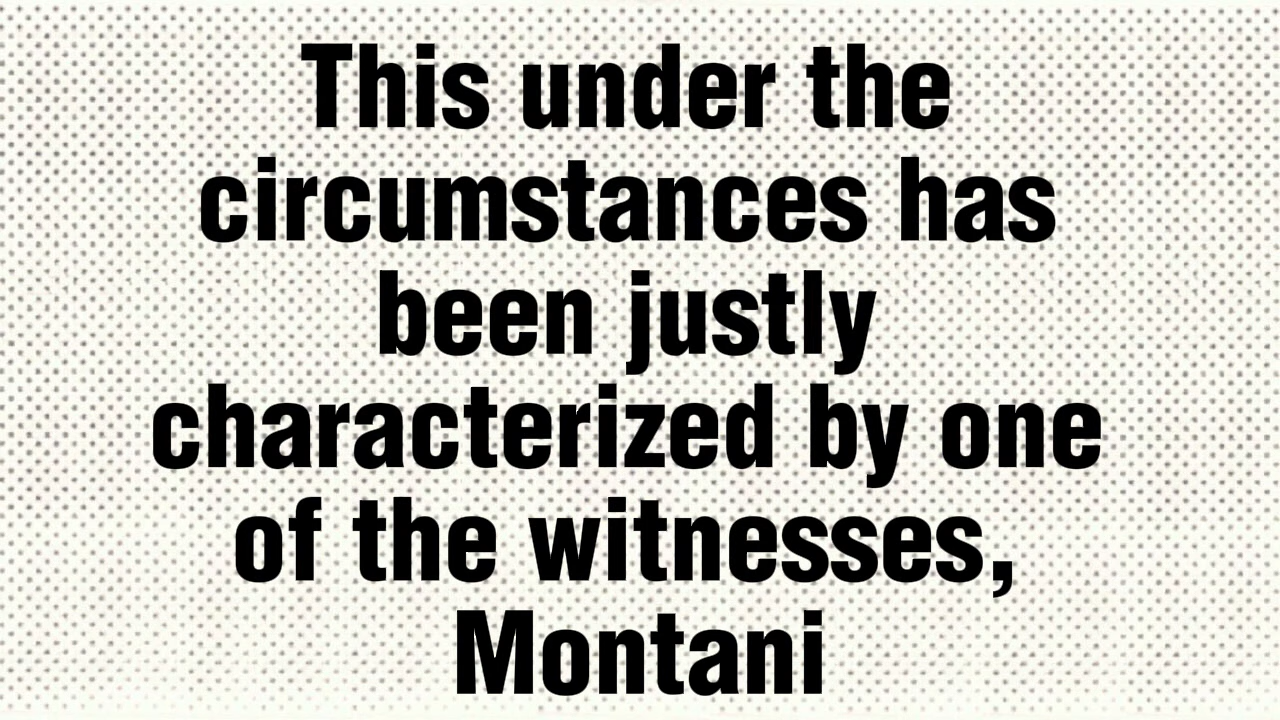 This under the
circumstances has
been justly
characterized by one
of the witnesses,
Montani